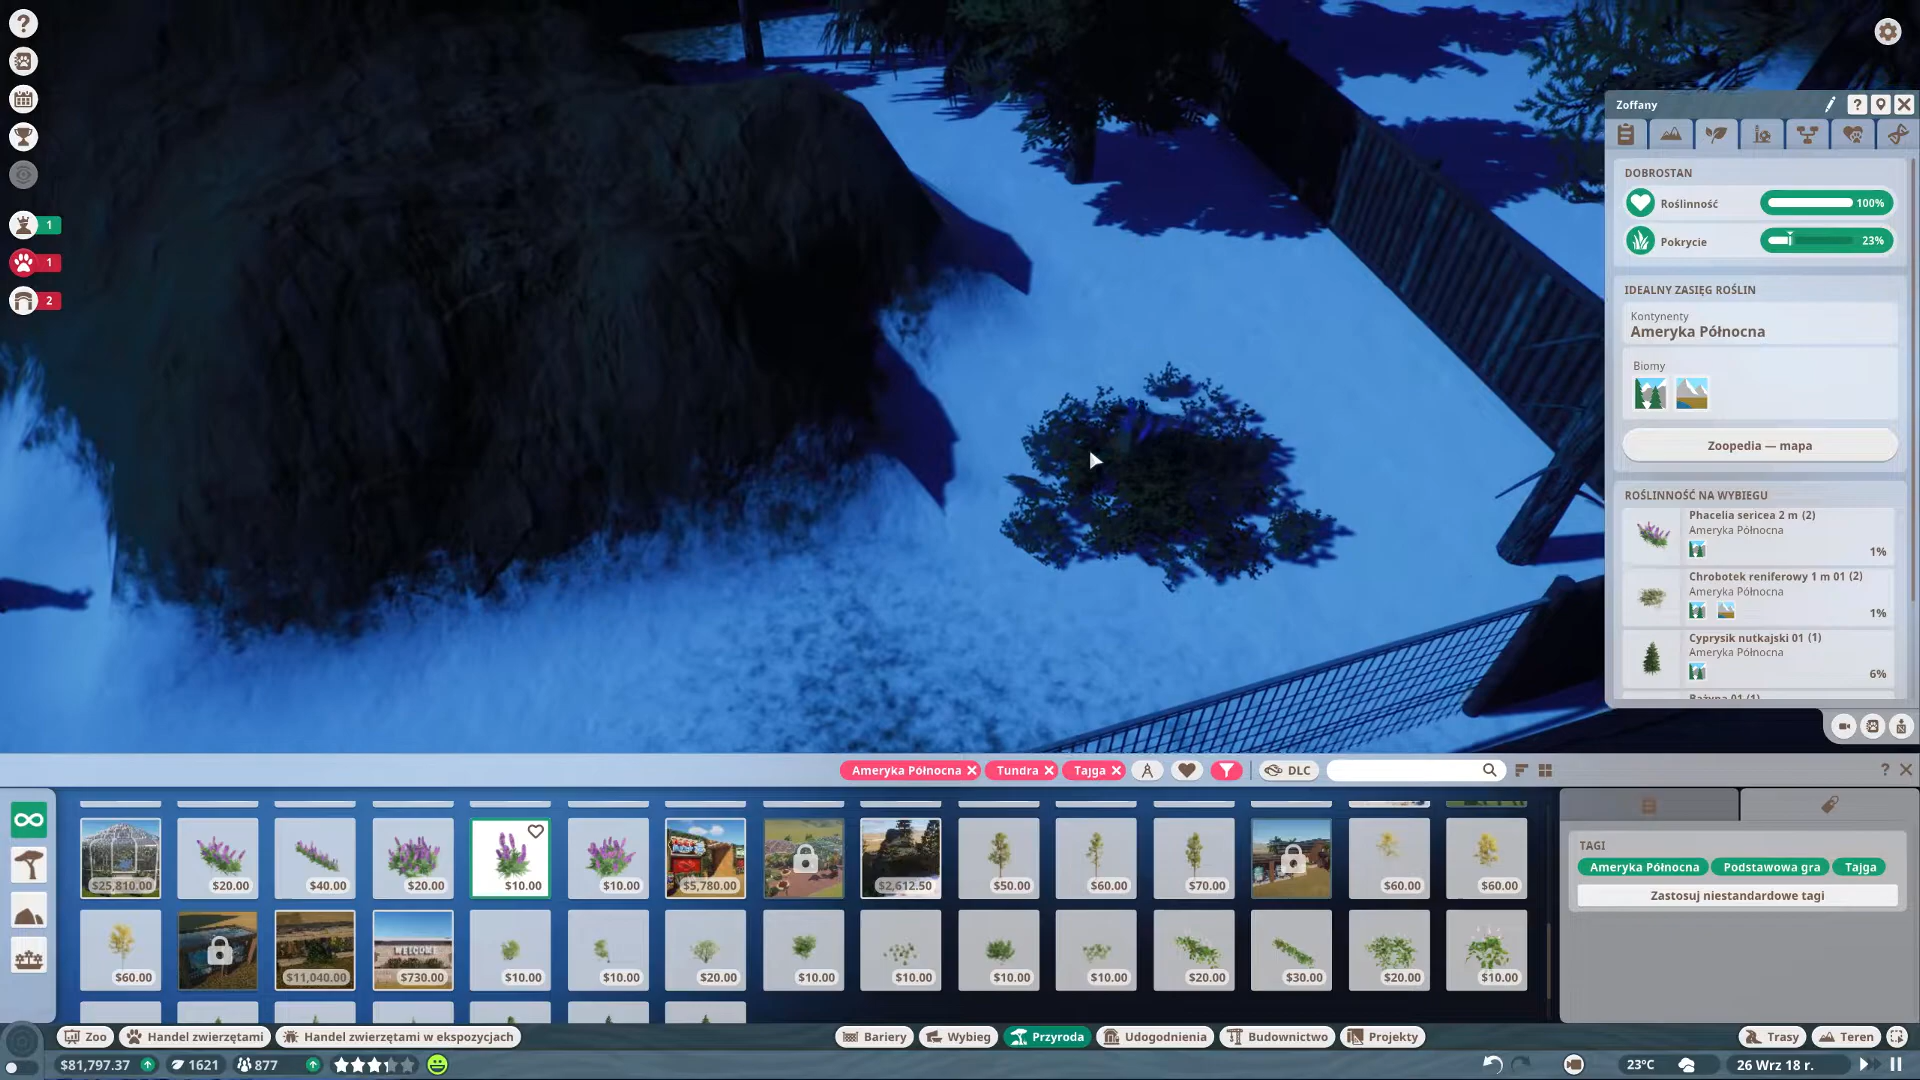 Zoffany
?
?
1
1
2
DOBROSTAN
Roślinność 100%
Pokrycie 23%
IDEALNY ZASIĘG ROŚLIN
Kontynenty
Ameryka Północna
Biomy
Zoopedia — mapa
ROŚLINNOŚĆ NA WYBIEGU
Phacelia sericea 2 m (2)
Ameryka Północna
1%
Chrobotek reniferowy 1 m 01 (2)
Ameryka Północna
1%
Cyprysik nutkajski 01 (1)
Ameryka Północna
6%
Bażyna 01 (1)
Ameryka Północna Tundra Tajga DLC ?
$25,810.00 $20.00 $40.00 $20.00 $10.00 $10.00 $5,780.00 $2,612.50 $50.00 $60.00 $70.00 $60.00 $60.00
WELCOME
$60.00 $11,040.00 $730.00 $10.00 $10.00 $20.00 $10.00 $10.00 $10.00 $10.00 $20.00 $30.00 $20.00 $10.00
TAGI
Ameryka Północna Podstawowa gra Tajga
Zastosuj niestandardowe tagi
Zoo Handel zwierzętami Handel zwierzętami w ekspozycjach Bariery Wybieg Przyroda Udogodnienia Budownictwo Projekty Trasy Teren
$81,797.37 1621 877 23°C 26 Wrz 18 r.